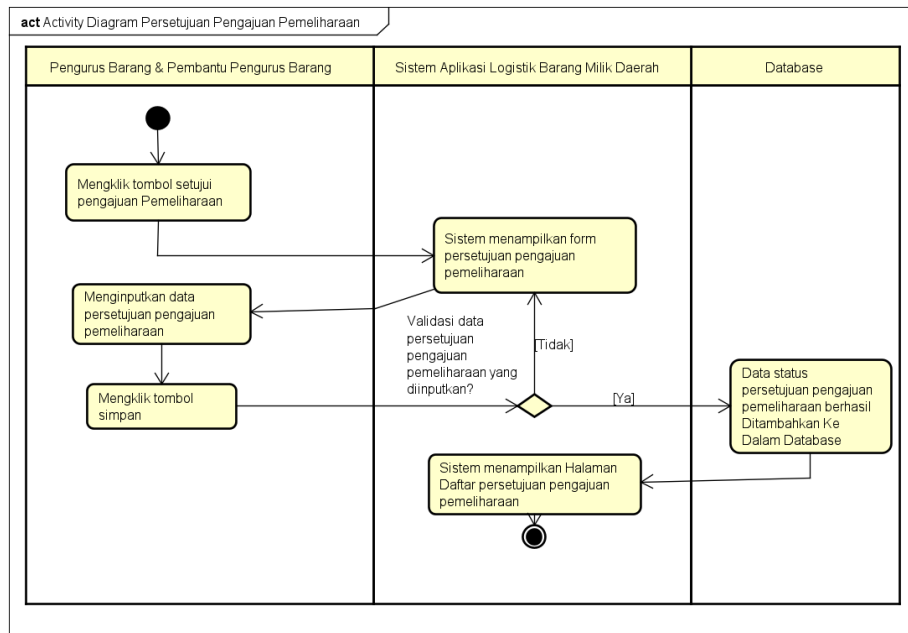 act Activity Diagram Persetujuan Pengajuan Pemeliharaan
Pengurus Barang & Pembantu Pengurus Barang
Sistem Aplikasi Logistik Barang Milik Daerah
Database
Mengklik tombol setujui
pengajuan Pemeliharaan
Sistem menampilkan form
persetujuan pengajuan
pemeliharaan
Menginputkan data
persetujuan pengajuan
pemeliharaan
Mengklik tombol
simpan
Validasi data
persetujuan
pengajuan
pemeliharaan yang
diinputkan?
[Tidak]
[Ya]
Data status
persetujuan pengajuan
pemeliharaan berhasil
Ditambahkan Ke
Dalam Database
Sistem menampilkan Halaman
Daftar persetujuan pengajuan
pemeliharaan